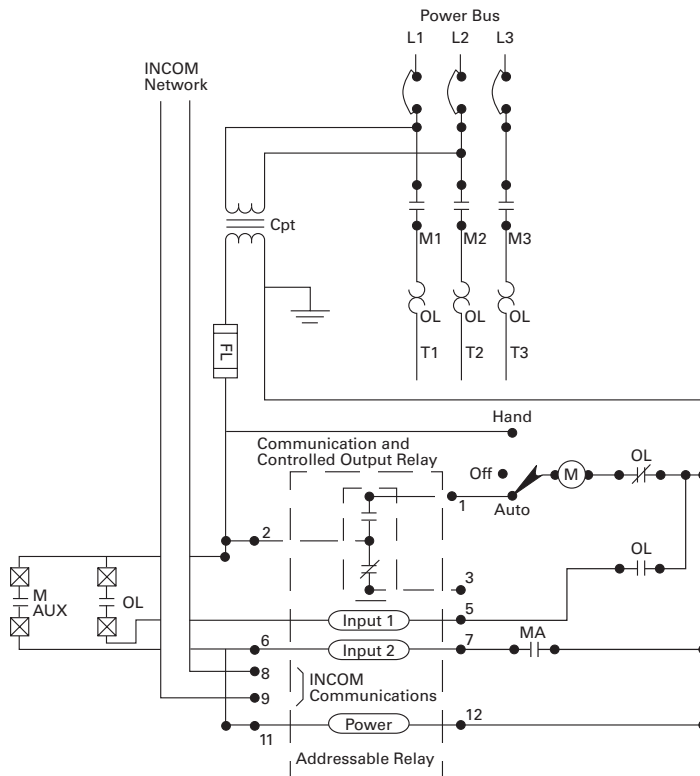 Power Bus
L1 L2 L3
INCOM
Network
Cpt
M1 M2 M3
OL OL OL
FL
T1 T2 T3
Hand
Communication and
Controlled Output Relay
OL
Off
M
1
Auto
2
OL
M
AUX
OL
3
5
Input 1
6
Input 2
7
MA
8
INCOM
Communications
9
Power
12
11
Addressable Relay